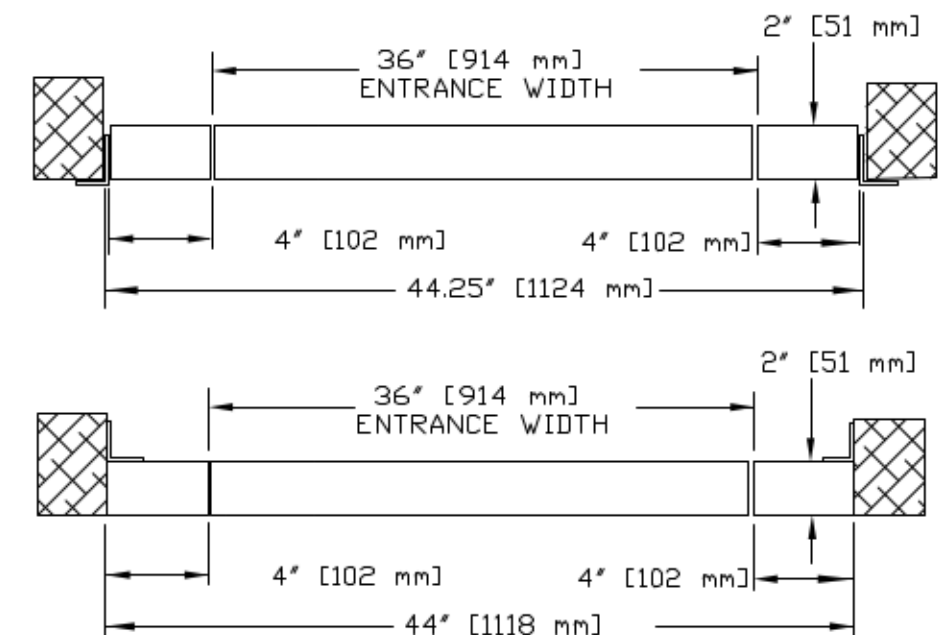 2" [51 mm]
36" [914 mm]
ENTRANCE WIDTH
4" [102 mm]
4" [102 mm]
44.25" [1124 mm]
2" [51 mm]
36" [914 mm]
ENTRANCE WIDTH
4" [102 mm]
4" [102 mm]
44" [1118 mm]